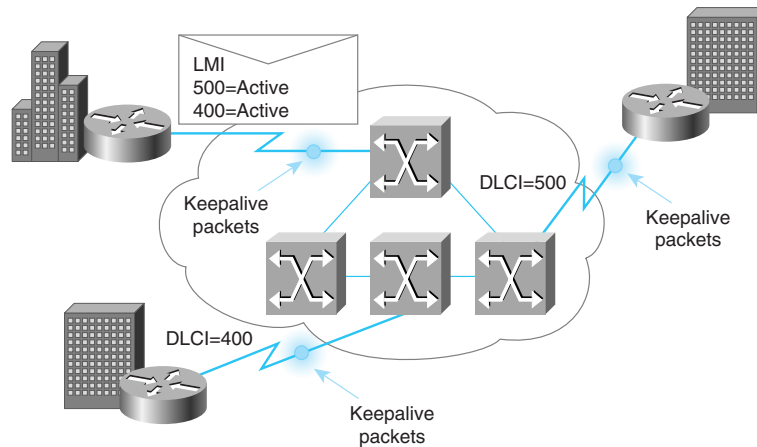 LMI
500=Active
400=Active
Keepalive
packets
DLCI=500
Keepalive
packets
DLCI=400
Keepalive
packets